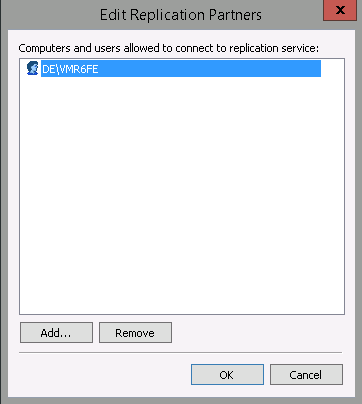 Edit Replication Partners
x
Computers and users allowed to connect to replication service:
DE\VMR6FE
Add...
Remove
OK
Cancel